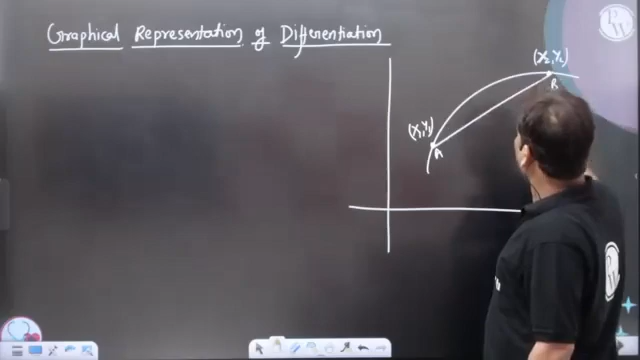 Graphical Representation of Differentiation
(x₂, y₂)
B
(x₁, y₁)
A